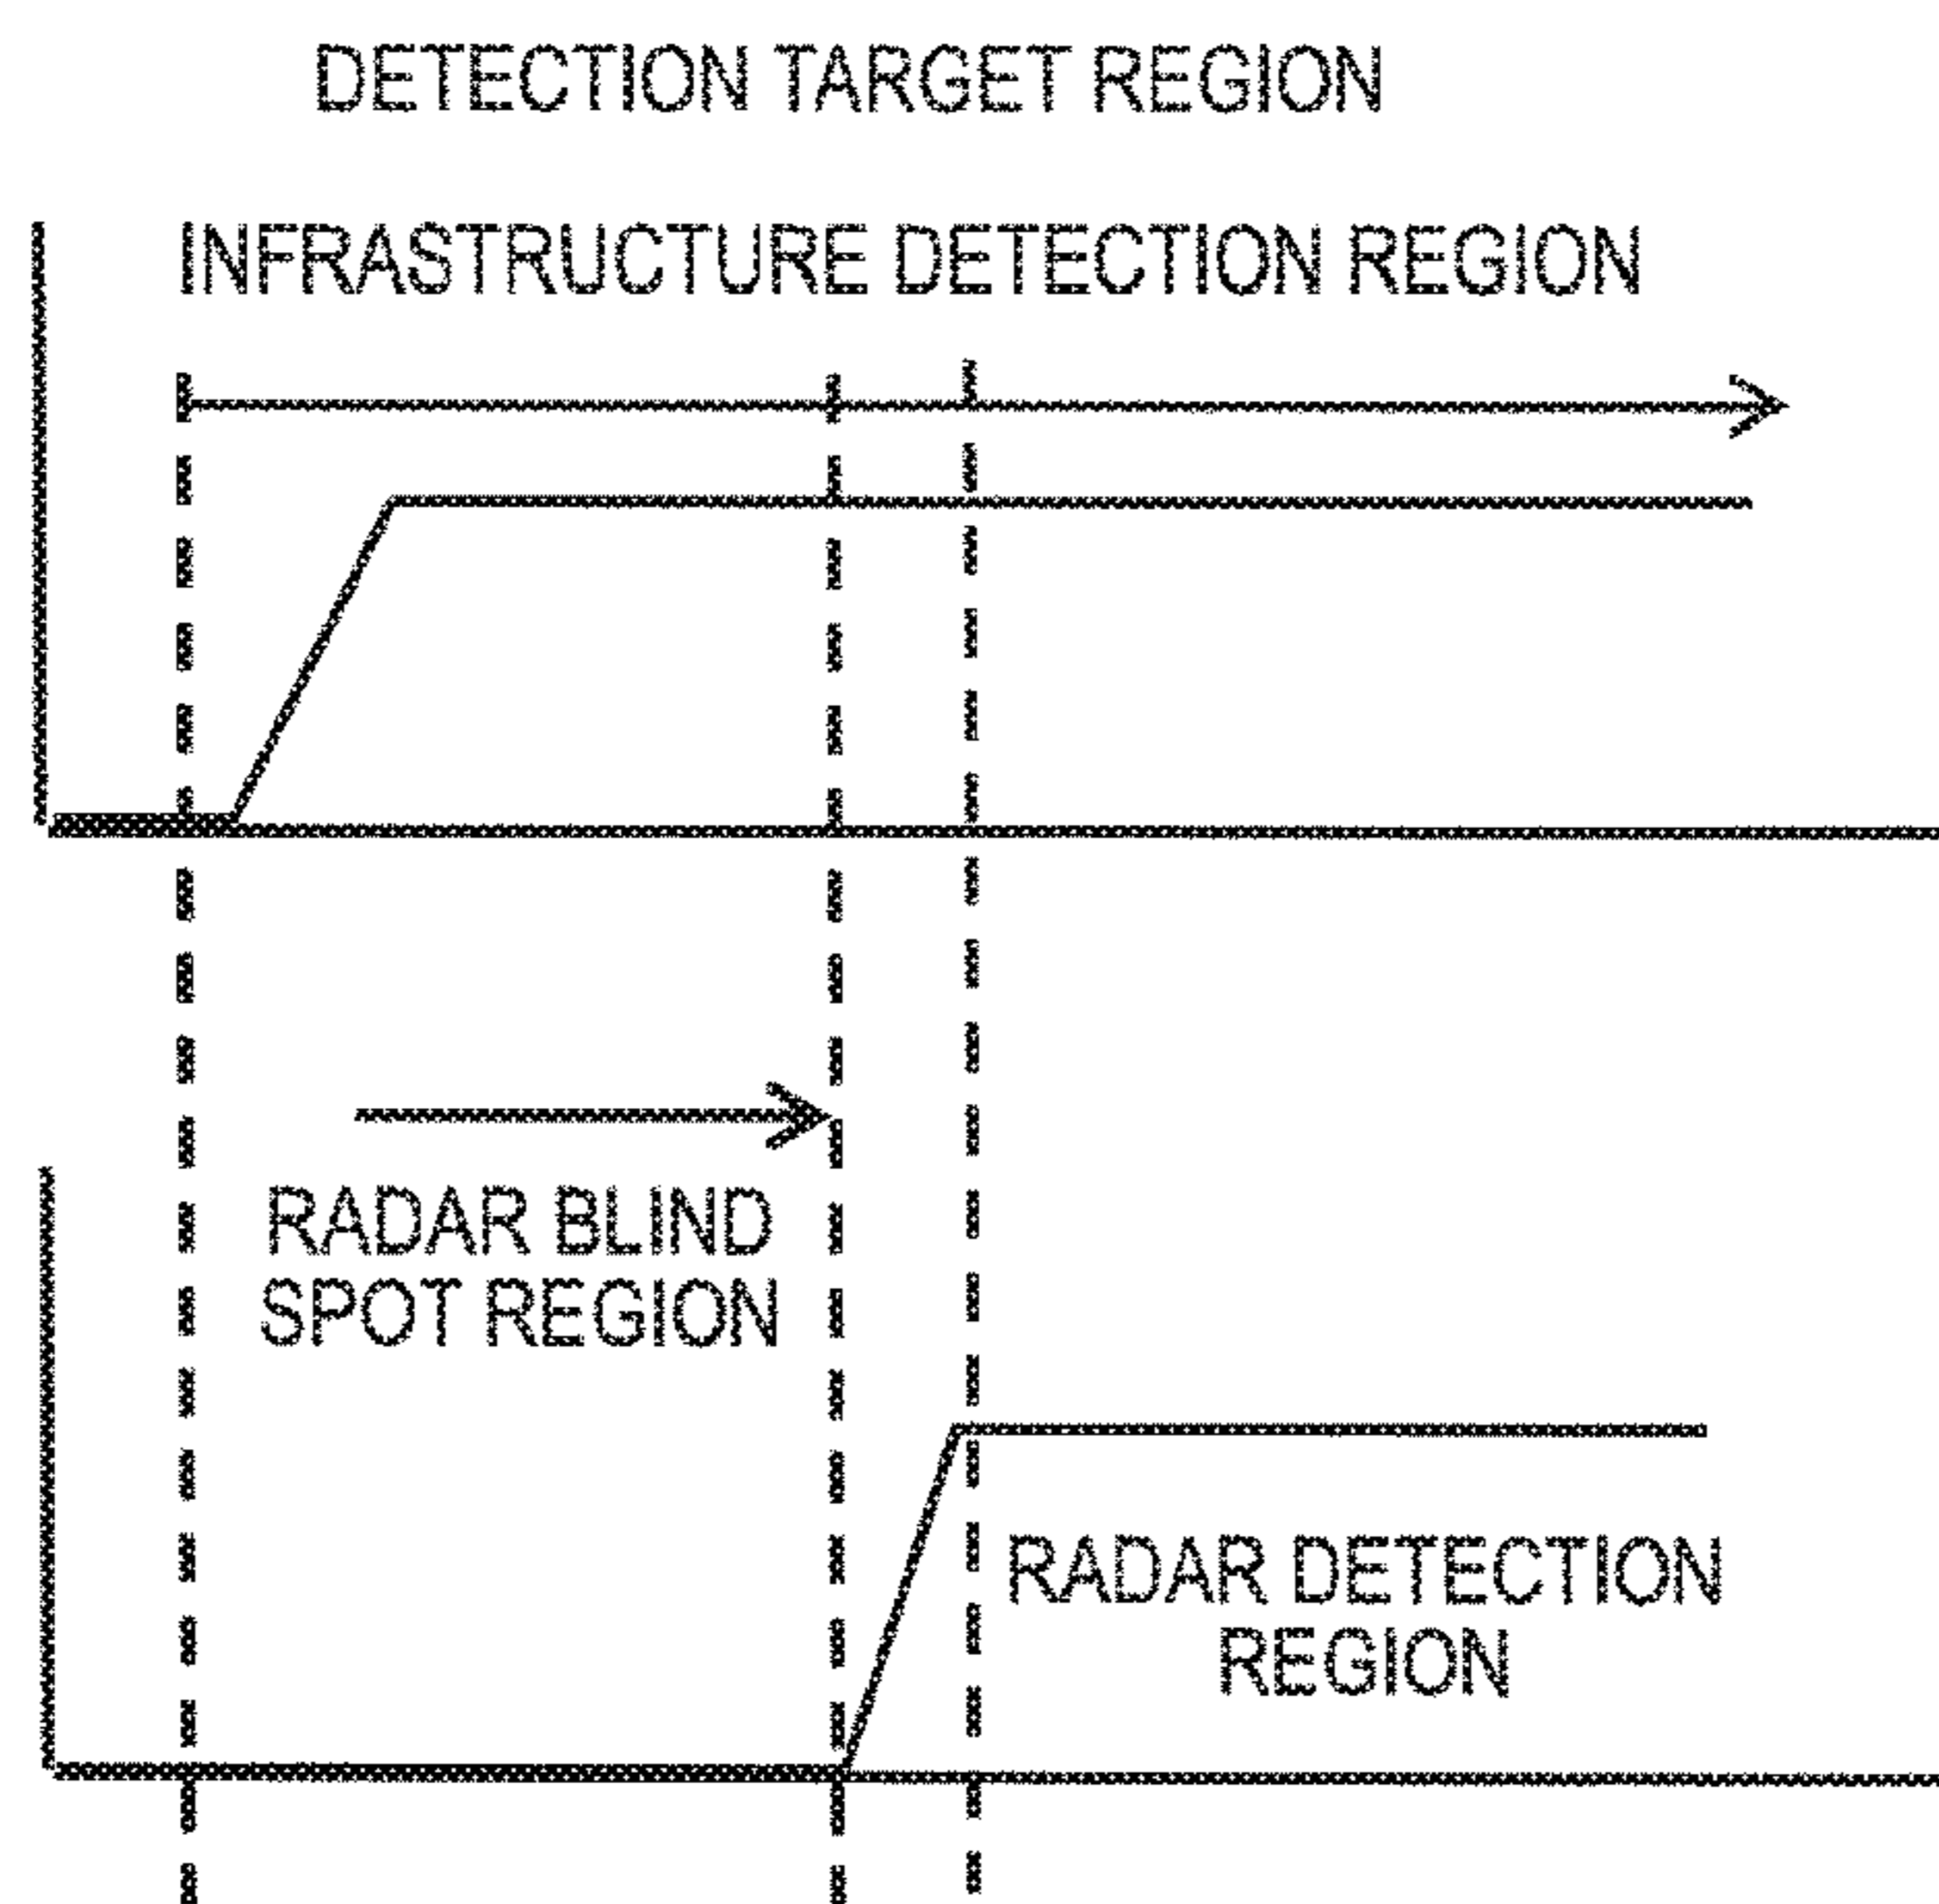 DETECTION TARGET REGION
INFRASTRUCTURE DETECTION REGION
RADAR BLIND
SPOT REGION
RADAR DETECTION
REGION